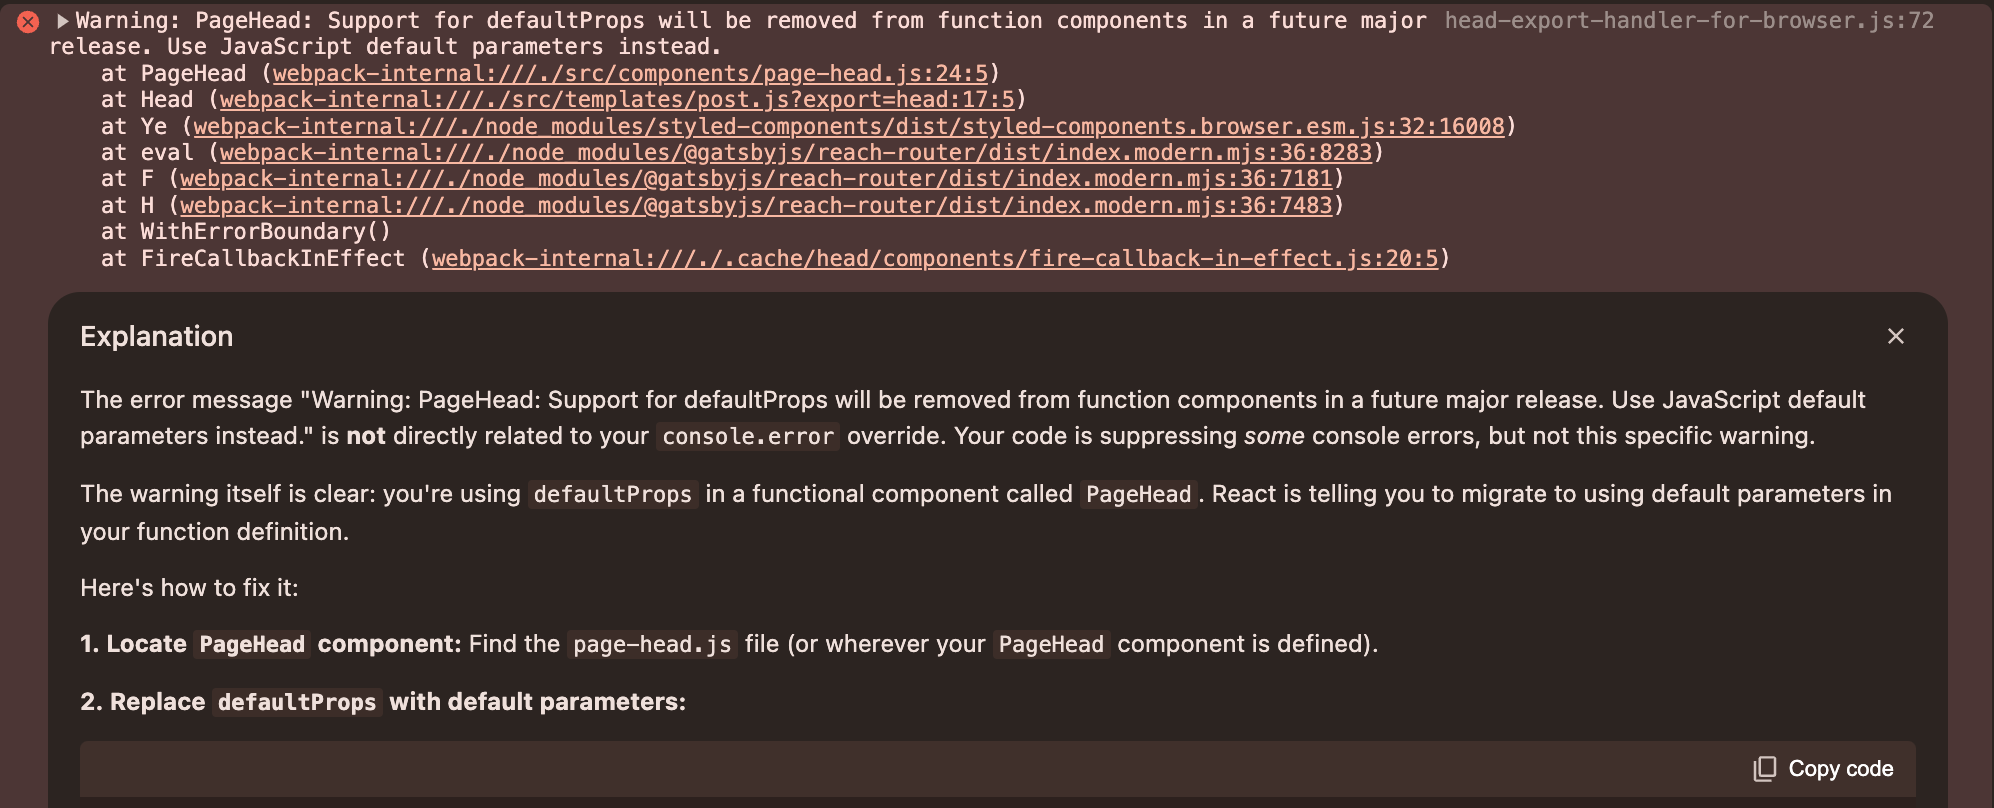 Warning: PageHead: Support for defaultProps will be removed from function components in a future major head-export-handler-for-browser.js:72
release. Use JavaScript default parameters instead.
at PageHead (webpack-internal:///./src/components/page-head.js:24:5)
at Head (webpack-internal:///./src/templates/post.js?export=head:17:5)
at Ye (webpack-internal:///./node_modules/styled-components/dist/styled-components.browser.esm.js:32:16008)
at eval (webpack-internal:///./node_modules/@gatsbyjs/reach-router/dist/index.modern.mjs:36:8283)
at F (webpack-internal:///./node_modules/@gatsbyjs/reach-router/dist/index.modern.mjs:36:7181)
at H (webpack-internal:///./node_modules/@gatsbyjs/reach-router/dist/index.modern.mjs:36:7483)
at WithErrorBoundary()
at FireCallbackInEffect (webpack-internal:///./.cache/head/components/fire-callback-in-effect.js:20:5)
Explanation
The error message "Warning: PageHead: Support for defaultProps will be removed from function components in a future major release. Use JavaScript default
parameters instead." is not directly related to your console.error override. Your code is suppressing some console errors, but not this specific warning.
The warning itself is clear: you're using defaultProps in a functional component called PageHead. React is telling you to migrate to using default parameters in
your function definition.
Here's how to fix it:
1. Locate PageHead component: Find the page-head.js file (or wherever your PageHead component is defined).
2. Replace defaultProps with default parameters:
Copy code